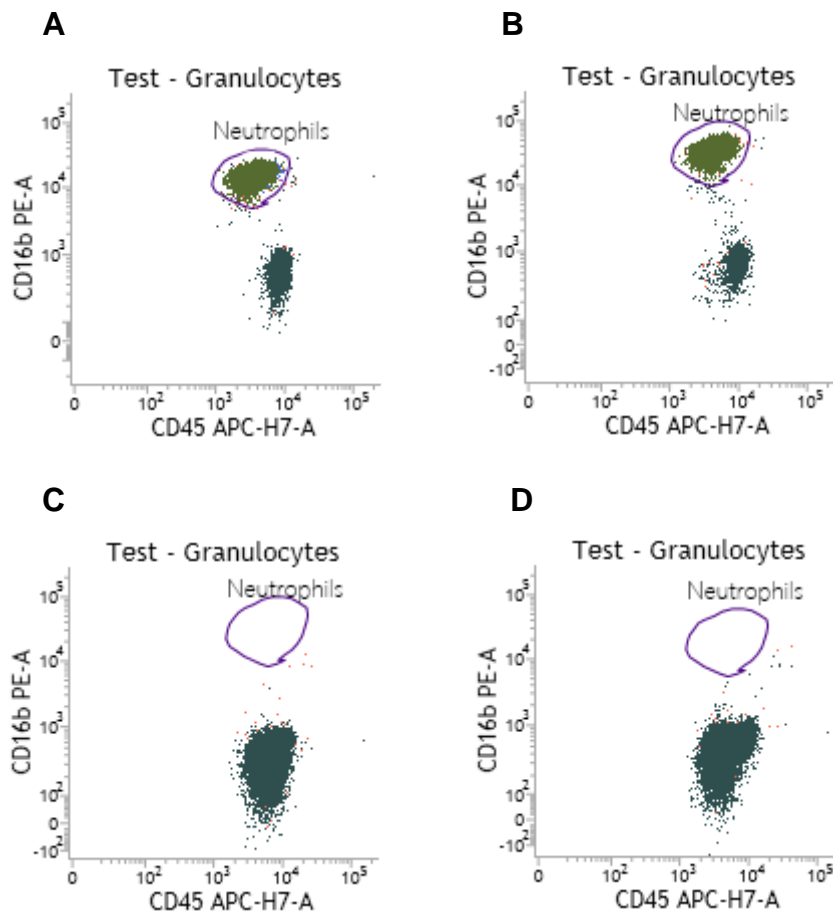 A
Test - Granulocytes
Neutrophils
CD16b PE-A
10⁵
10⁴
10³
0
0
10²
10³
10⁴
10⁵
CD45 APC-H7-A
B
Test - Granulocytes
Neutrophils
CD16b PE-A
10⁵
10⁴
10³
10²
0
-10²
0
10²
10³
10⁴
10⁵
CD45 APC-H7-A
C
Test - Granulocytes
Neutrophils
CD16b PE-A
10⁵
10⁴
10³
10²
0
-10²
0
10²
10³
10⁴
10⁵
CD45 APC-H7-A
D
Test - Granulocytes
Neutrophils
CD16b PE-A
10⁵
10⁴
10³
10²
0
-10²
0
10²
10³
10⁴
10⁵
CD45 APC-H7-A